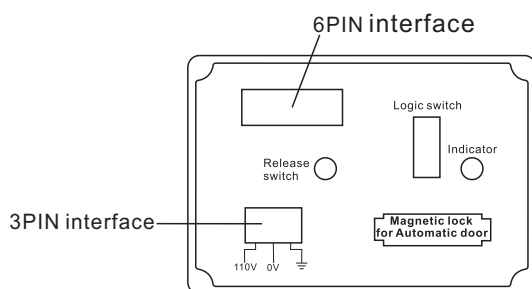 6PIN interface
Logic switch
Indicator
Release
switch
3PIN interface
Magnetic lock
for Automatic door
110V 0V